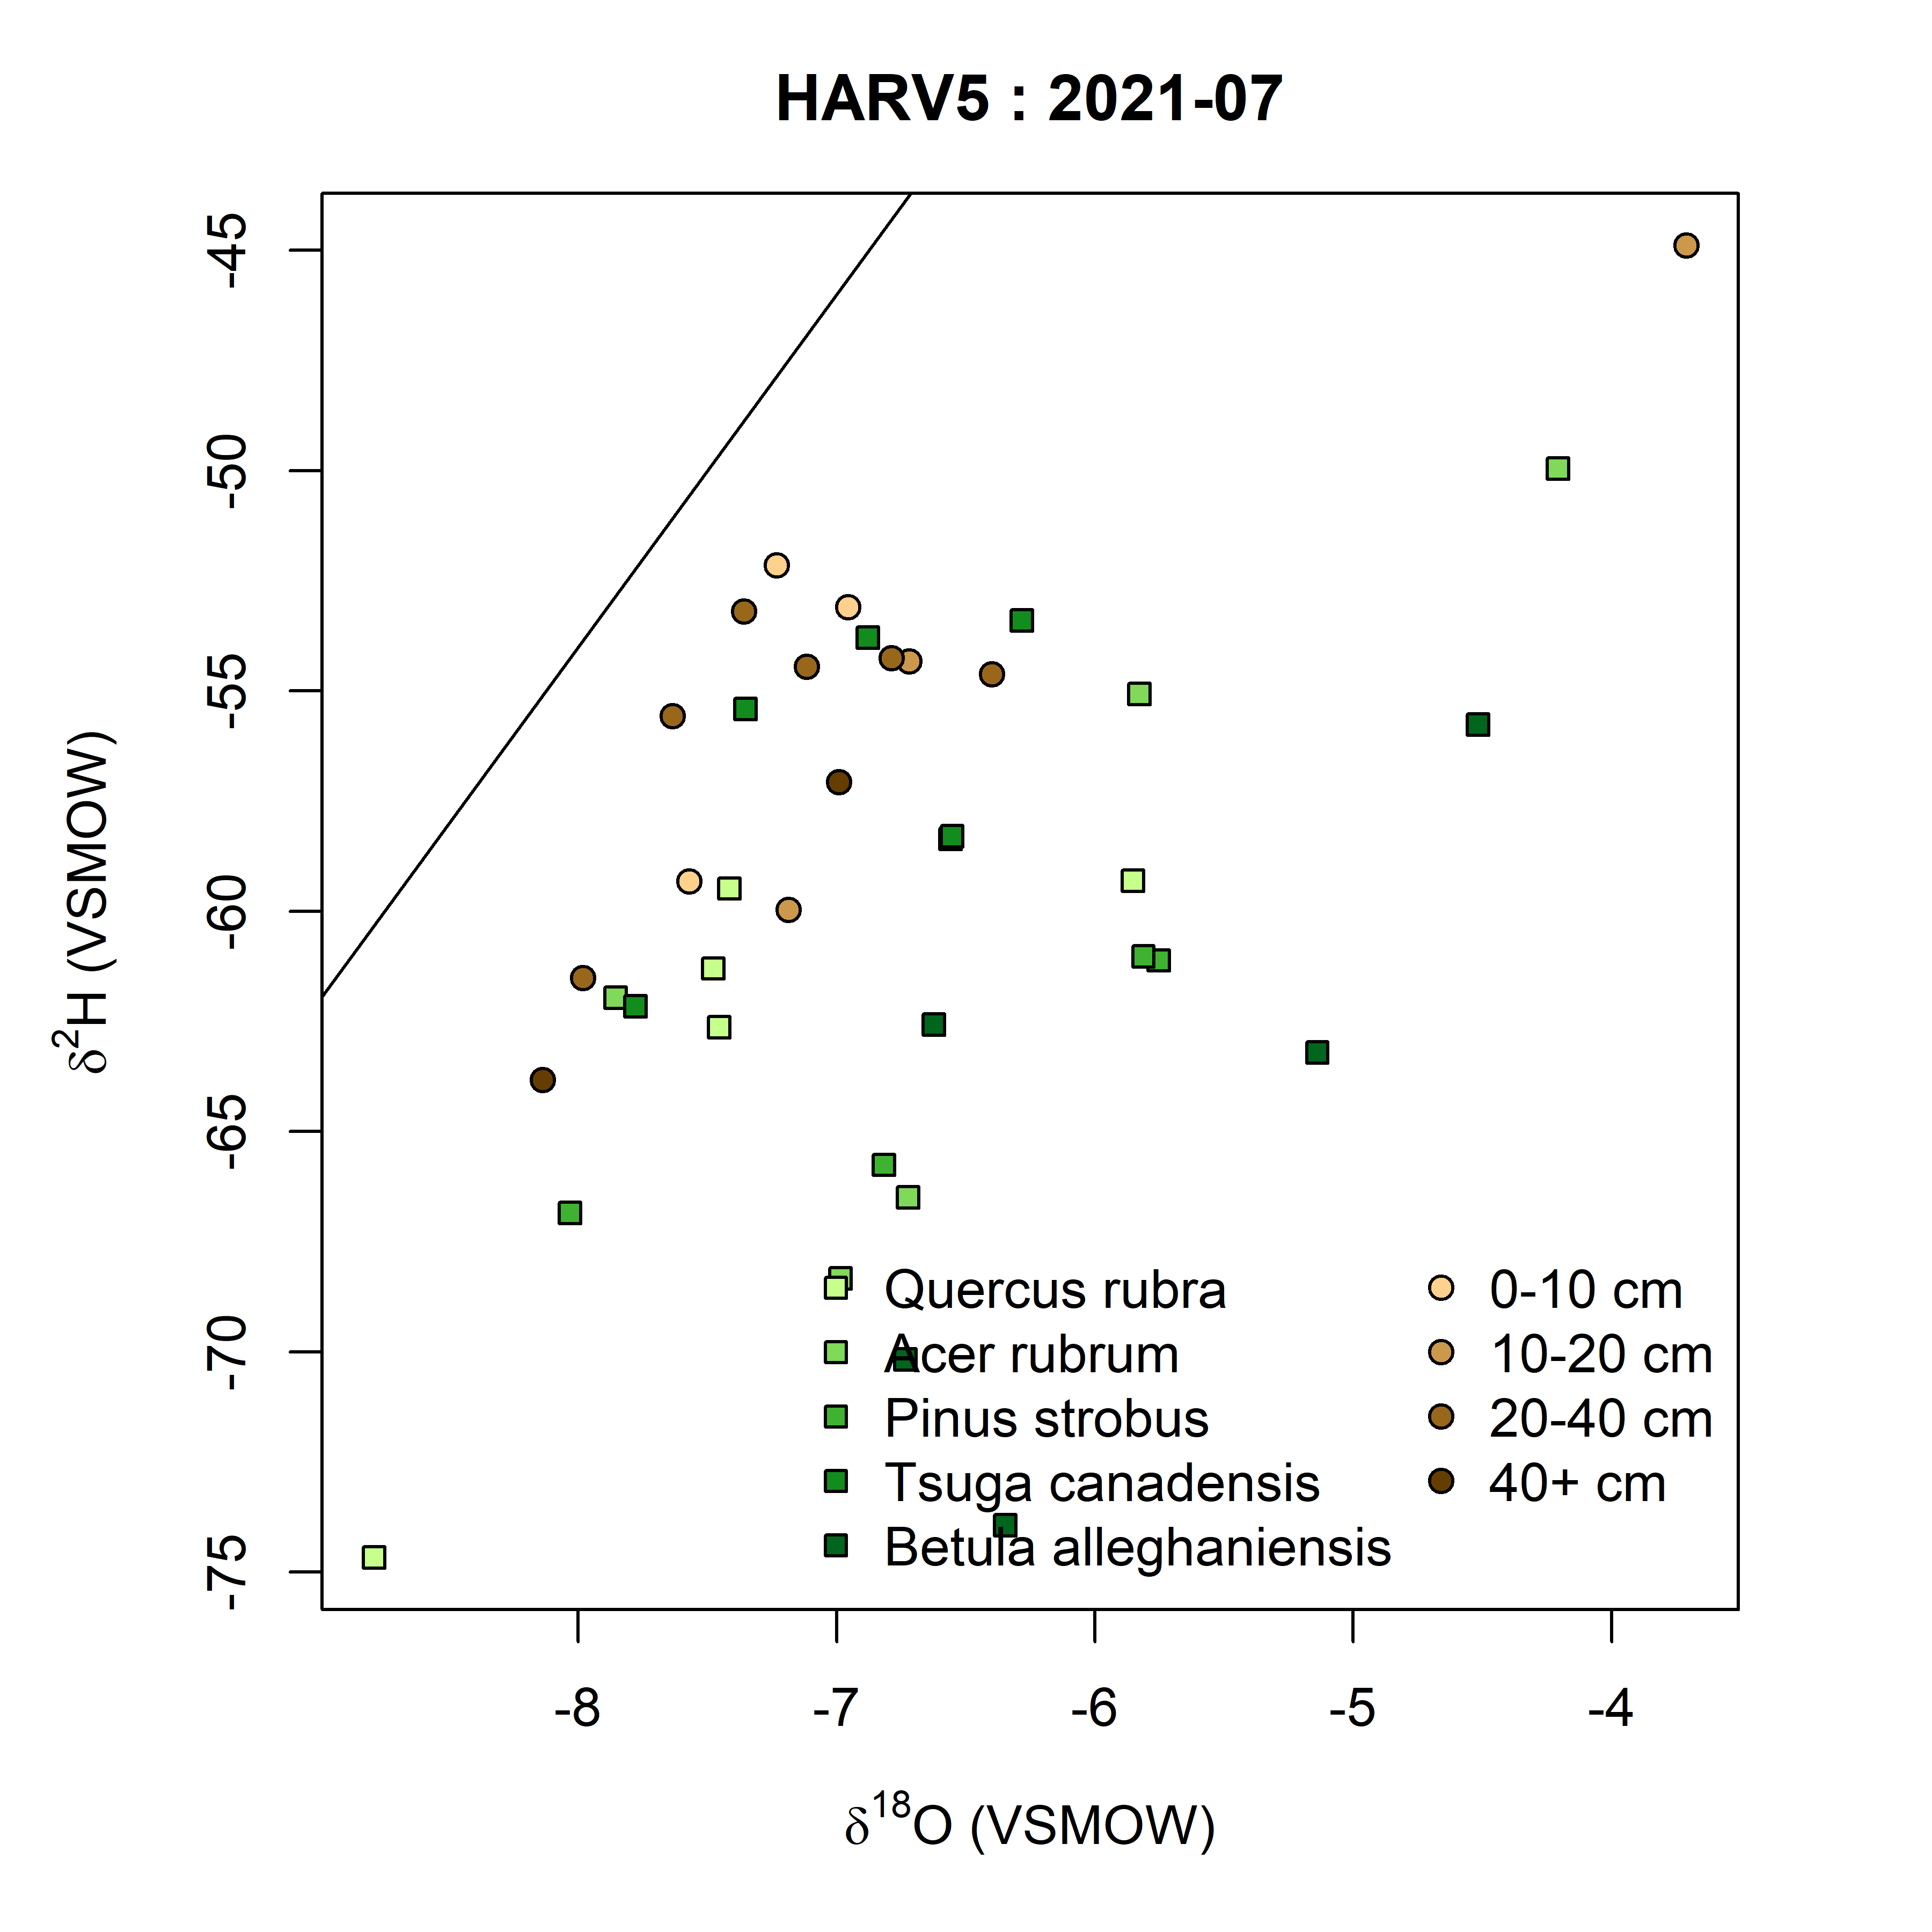 HARV5 : 2021-07
-45
-50
-55
-60
-65
-70
-75
δ²H (VSMOW)
Quercus rubra
Acer rubrum
Pinus strobus
Tsuga canadensis
Betula alleghaniensis
0-10 cm
10-20 cm
20-40 cm
40+ cm
-8 -7 -6 -5 -4
δ¹⁸O (VSMOW)